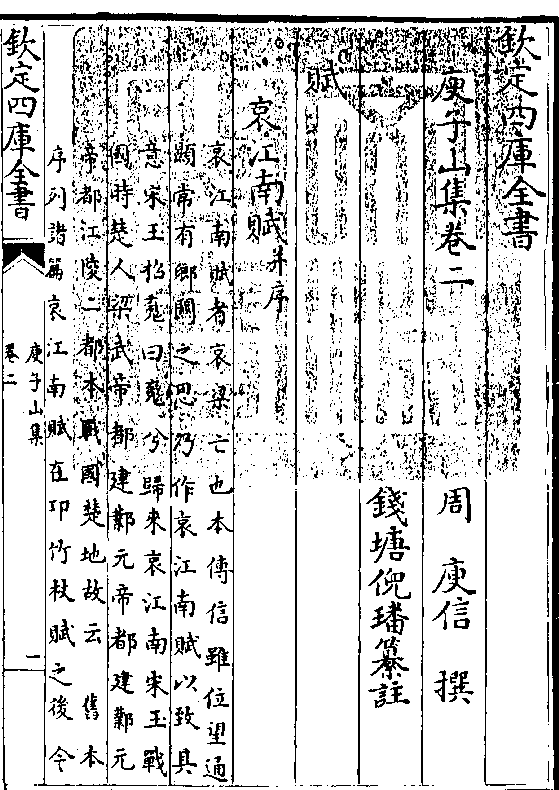 欽定四庫全書
庾子山集卷二 周 庾信 撰
錢塘倪璠纂註
賦
哀江南賦并序
哀江南賦者哀梁亡也本傳信雖位望通
顯常有鄉關之思乃作哀江南賦以致其
意宋玉招䰟曰䰟兮歸來哀江南宋玉戰
國時楚人梁武帝都建鄴元帝都建鄴元
帝都江陵二都本戰國楚地故云 舊本
序列諸篇哀江南賦在邛竹杖賦之後今
欽定四庫全書
庾子山集
卷二
一